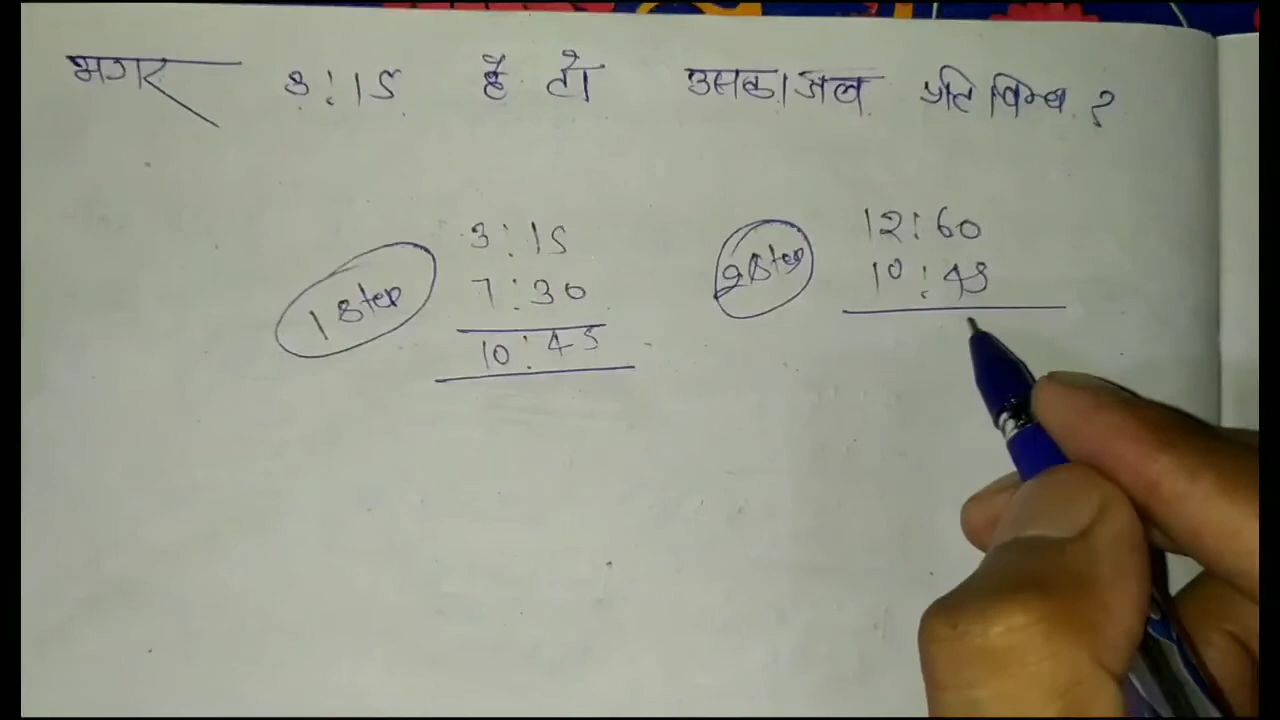 अगर 3:15 है तो उसका जल प्रतिबिम्ब ?
1 Step
3:15
7:30
10:45
2 Step
12:60
10:45